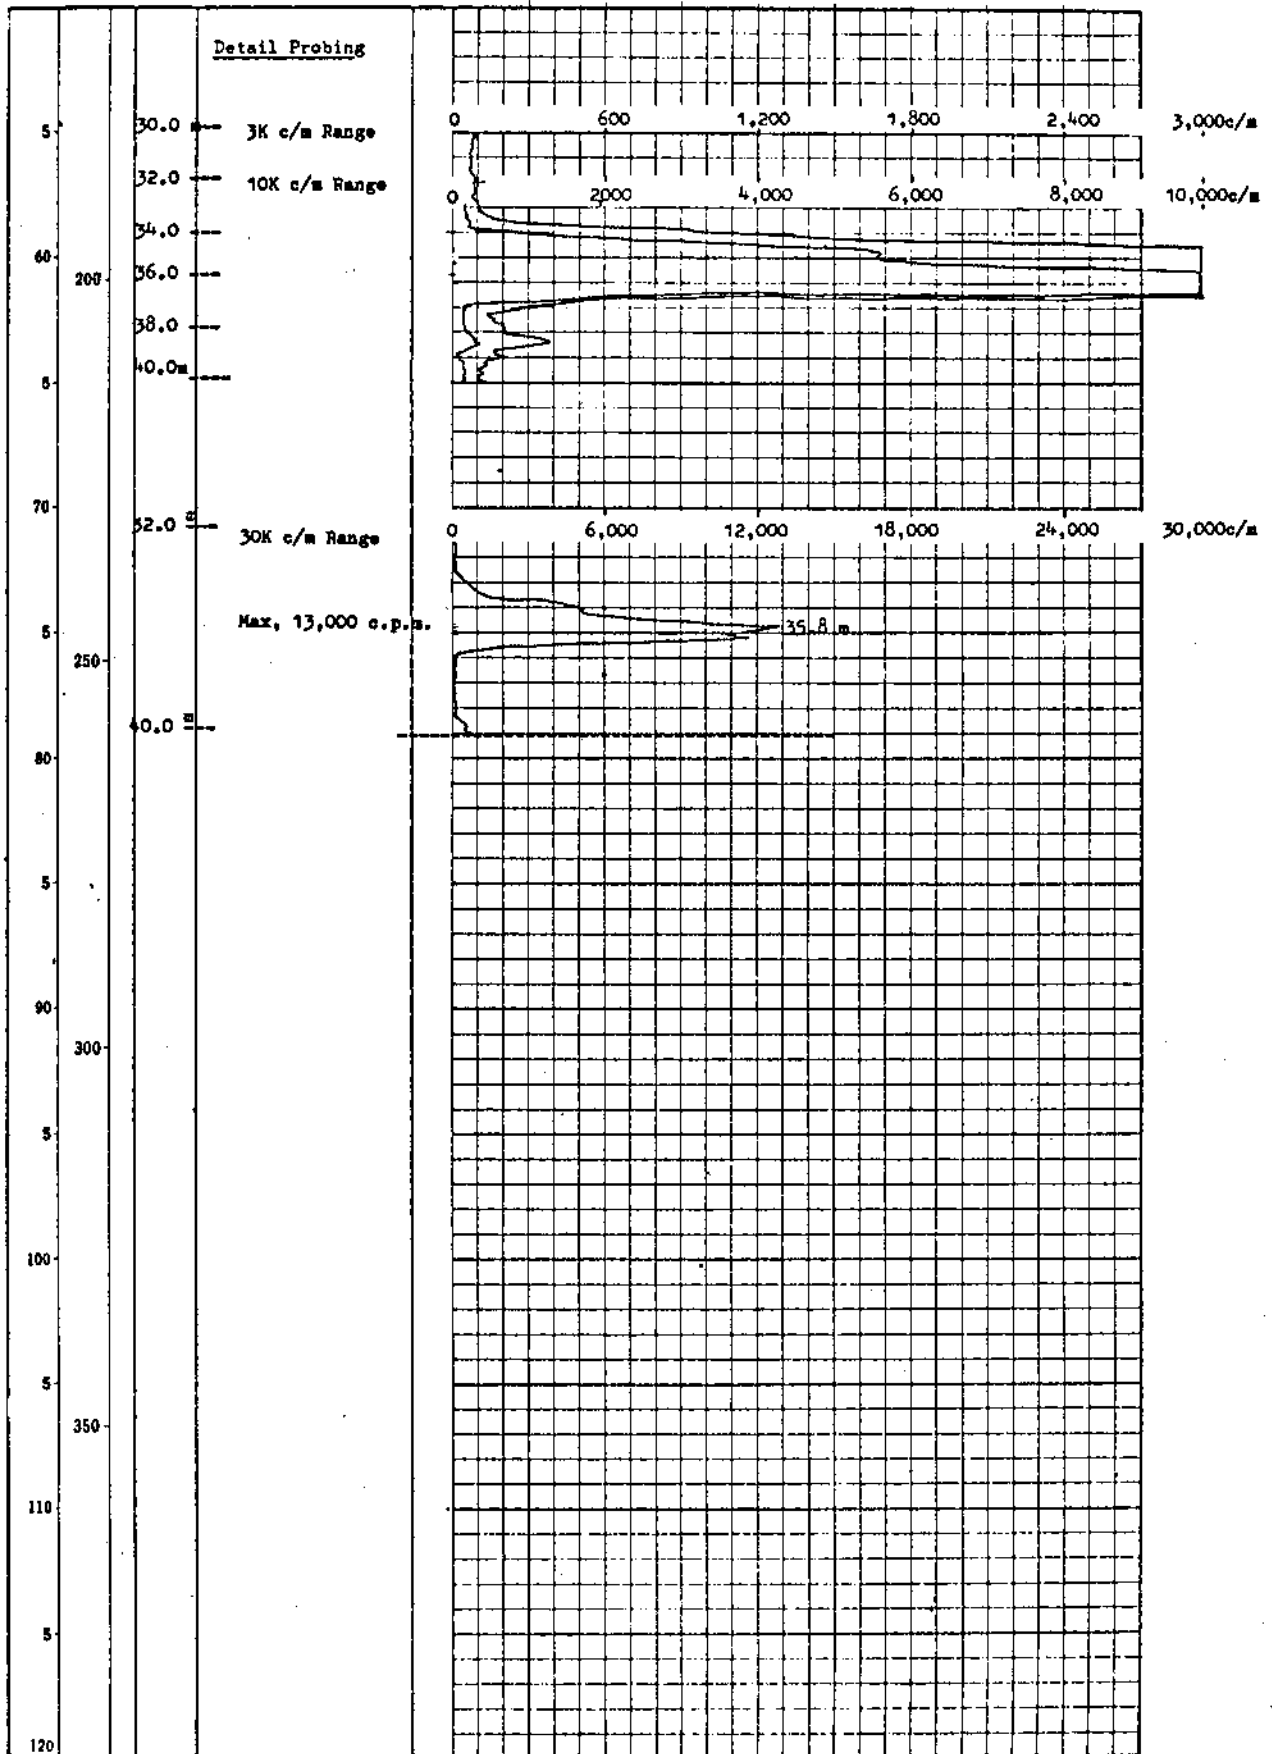 Detail Probing
0 600 1,200 1,800 2,400 3,000c/m
5 30.0 m 3K c/m Range
32.0 10K c/m Range
0 2000 4,000 6,000 8,000 10,000c/m
34.0
60
200 36.0
38.0
40.0m
5
70
32.0 m
0 6,000 12,000 18,000 24,000 30,000c/m
30K c/m Range
Max, 13,000 c.p.m. 35.8 m
5
250
40.0 m
80
5
90
300
5
100
5
350
110
5
120